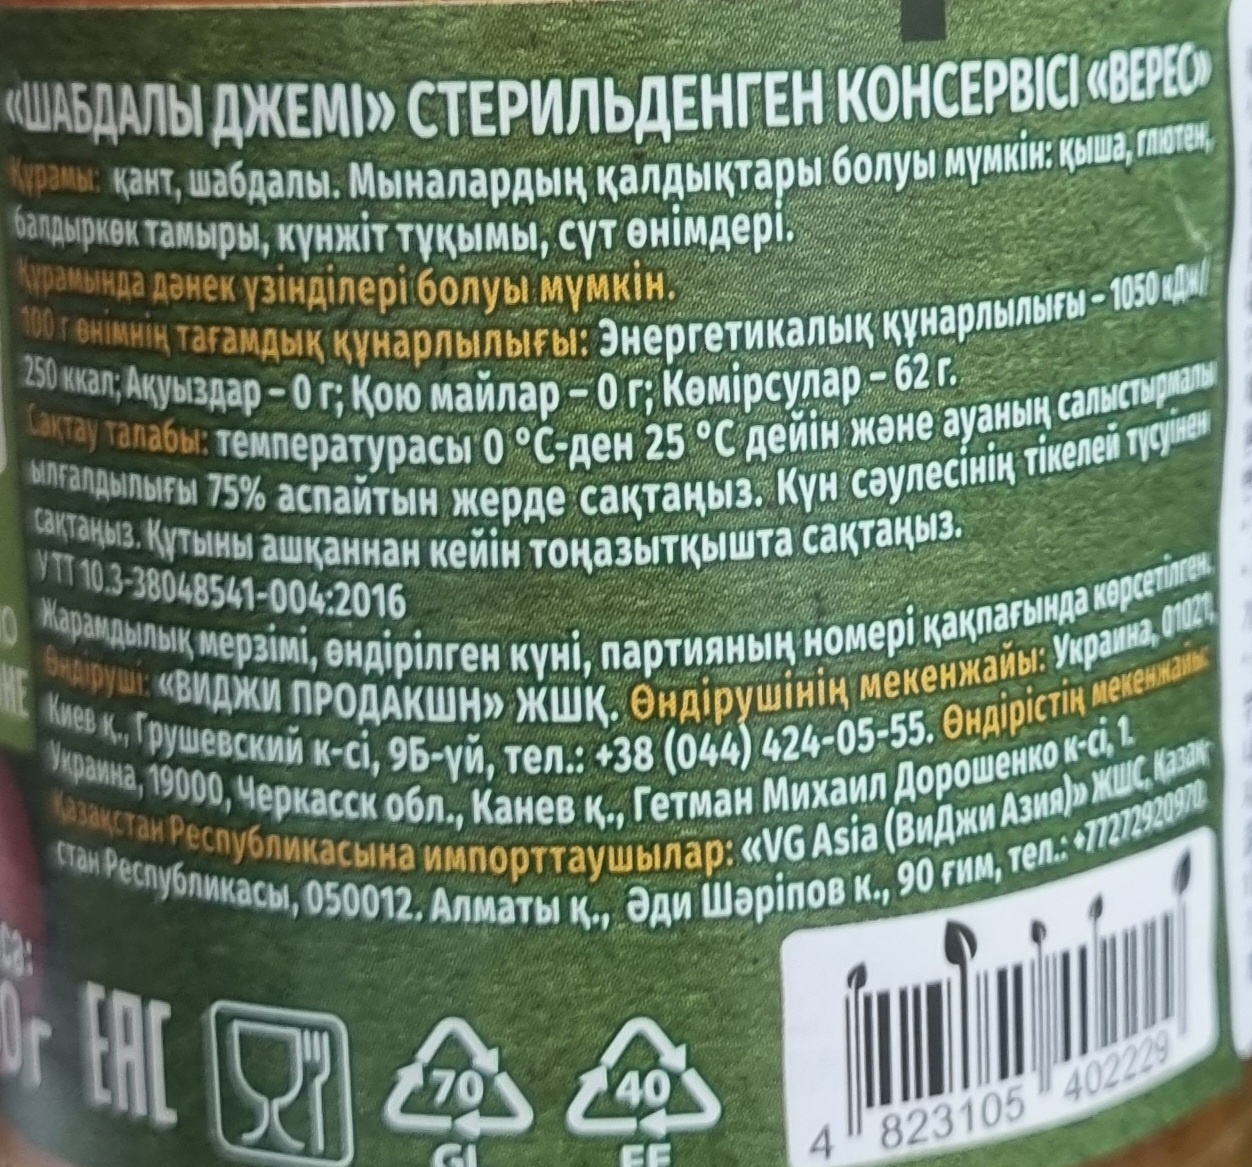 «ШАБДАЛЫ ДЖЕМІ» СТЕРИЛЬДЕНГЕН КОНСЕРВІСІ «ВЕРЕС»
Құрамы: қант, шабдалы. Мыналардың қалдықтары болуы мүмкін: қыша, глютен,
балдыркөк тамыры, күнжіт тұқымы, сүт өнімдері.
Құрамында дәнек үзінділері болуы мүмкін.
100 г өнімнің тағамдық құнарлылығы: Энергетикалық құнарлылығы – 1050 кДж/
250 ккал; Ақуыздар – 0 г; Қою майлар – 0 г; Көмірсулар – 62 г.
Сақтау талабы: температурасы 0 °C-ден 25 °C дейін және ауаның салыстырмалы
ылғалдылығы 75% аспайтын жерде сақтаңыз. Күн сәулесінің тікелей түсуінен
сақтаңыз. Құтыны ашқаннан кейін тоңазытқышта сақтаңыз.
УТТ 10.3-38048541-004:2016
Жарамдылық мерзімі, өндірілген күні, партияның номері қақпағында көрсетілген.
Өндіруші: «ВИДЖИ ПРОДАКШН» ЖШҚ. Өндірушінің мекенжайы: Украина, 01021,
Киев қ., Грушевский к-сі, 9Б-үй, тел.: +38 (044) 424-05-55. Өндірістің мекенжайы:
Украина, 19000, Черкасск обл., Канев қ., Гетман Михаил Дорошенко к-сі, 1.
Қазақстан Республикасына импорттаушылар: «VG Asia (ВиДжи Азия)» ЖШС, Қазақ-
стан Республикасы, 050012. Алматы қ., Әди Шәріпов к., 90 ғим, тел.: +77272920970.
EAC
70
GL
40
FE
4 823105 402229